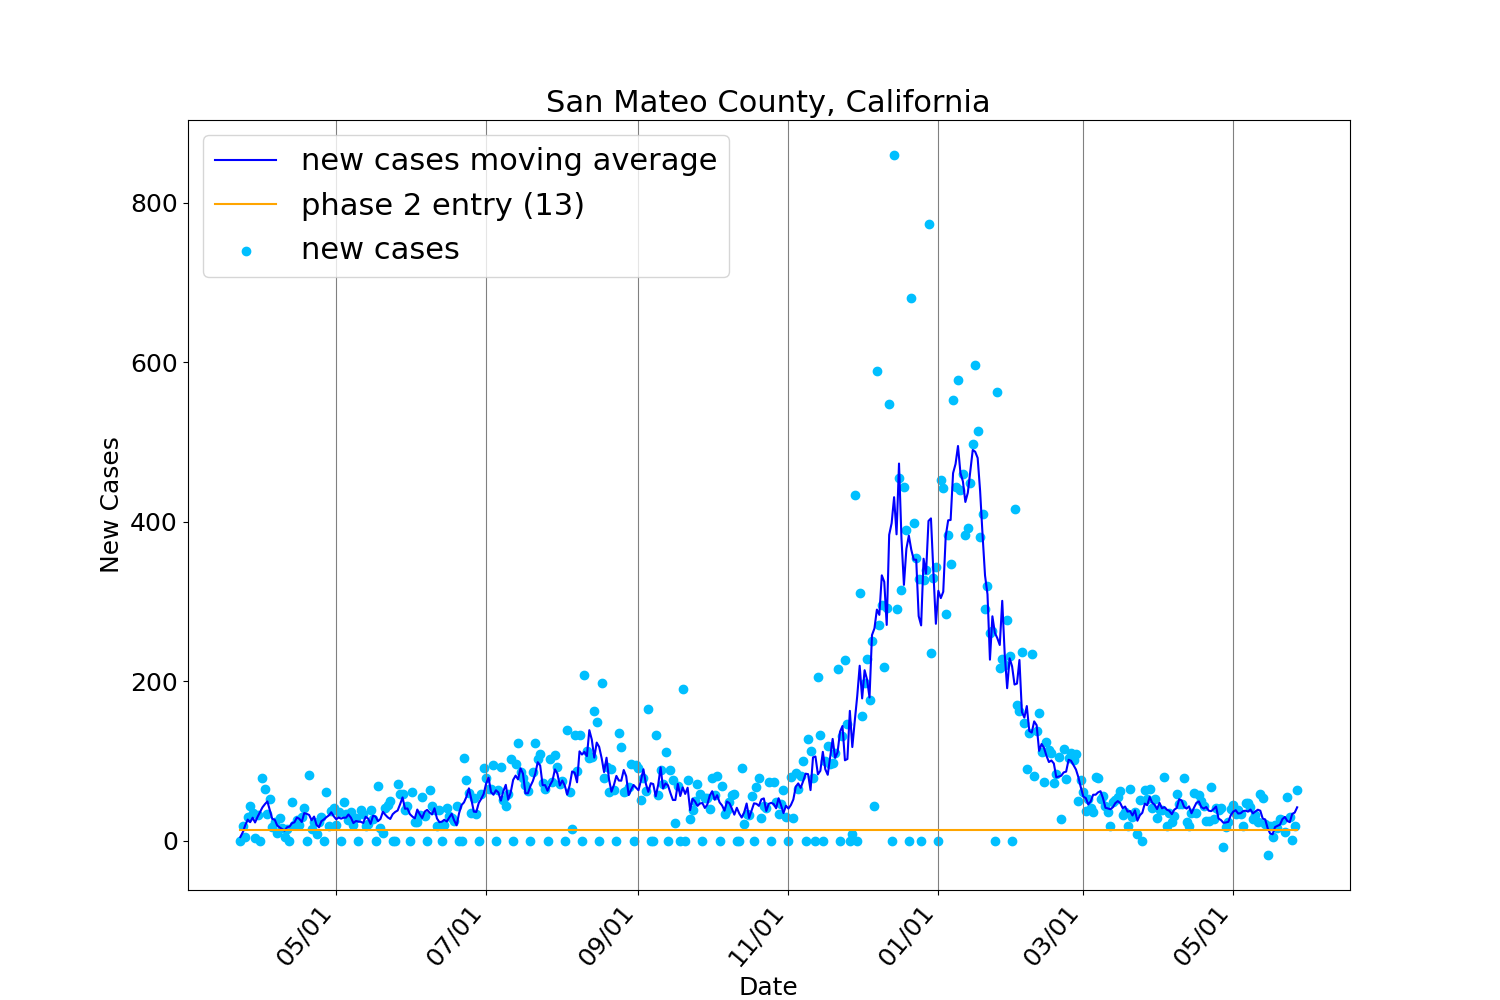 San Mateo County, California
new cases moving average
phase 2 entry (13)
new cases
800
600
400
200
0
New Cases
05/01
07/01
09/01
11/01
01/01
03/01
05/01
Date